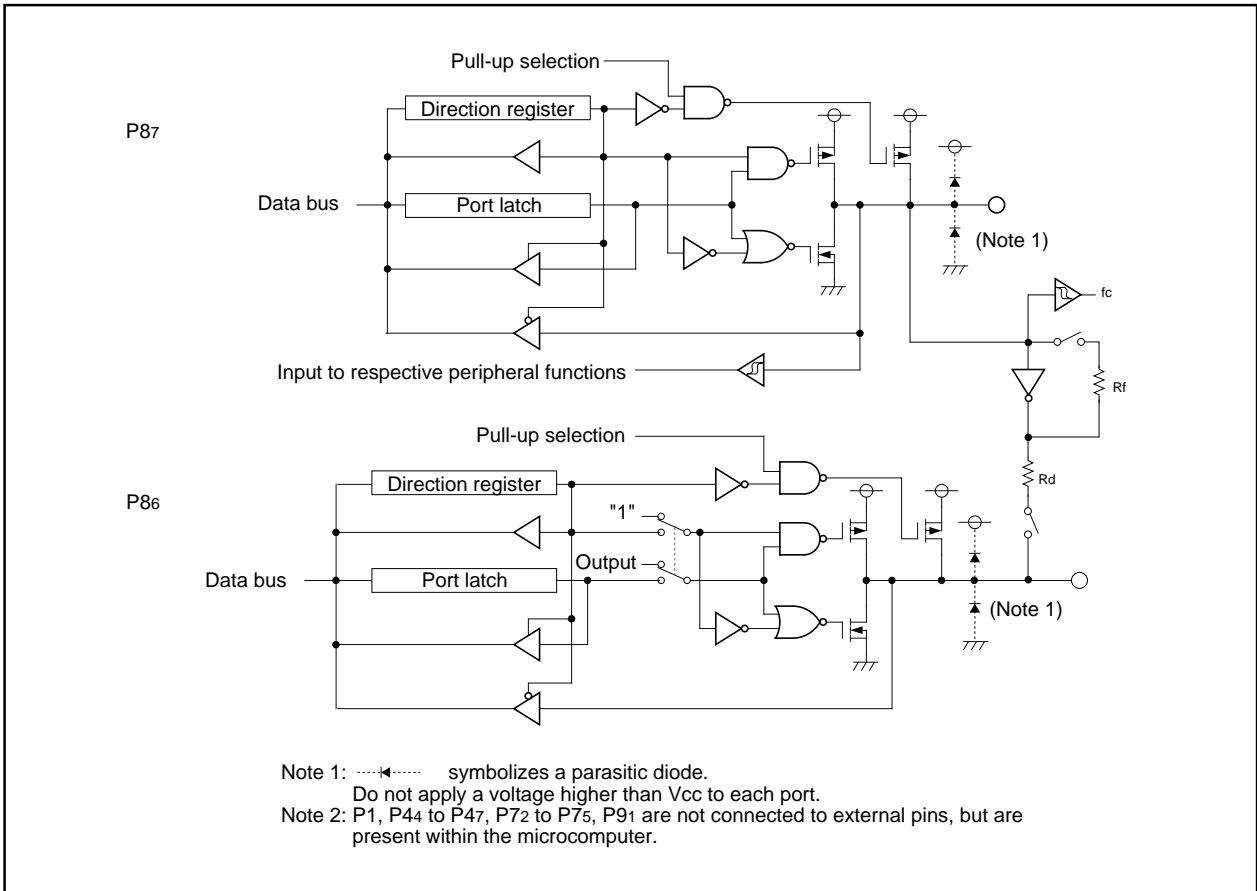 Pull-up selection
Direction register
P87
Data bus
Port latch
(Note 1)
fc
Input to respective peripheral functions
Rf
Pull-up selection
Direction register
Rd
P86
"1"
Output
Data bus
Port latch
(Note 1)
Note 1: symbolizes a parasitic diode.
Do not apply a voltage higher than Vcc to each port.
Note 2: P1, P44 to P47, P72 to P75, P91 are not connected to external pins, but are
present within the microcomputer.